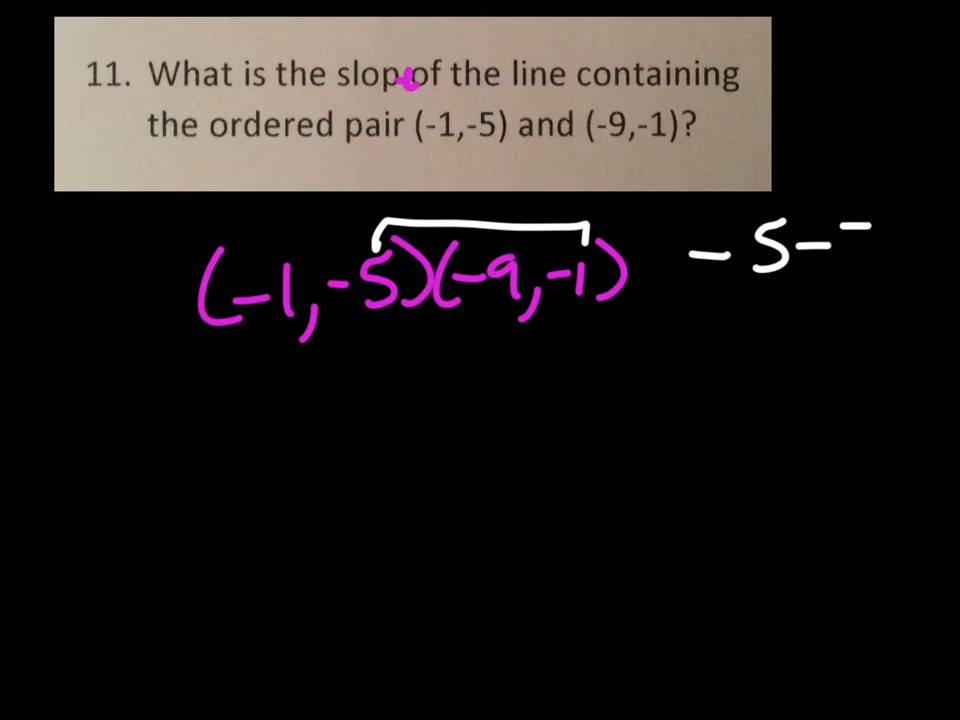 11. What is the slope of the line containing
the ordered pair (-1,-5) and (-9,-1)?
(-1,-5)(-9,-1) -5--